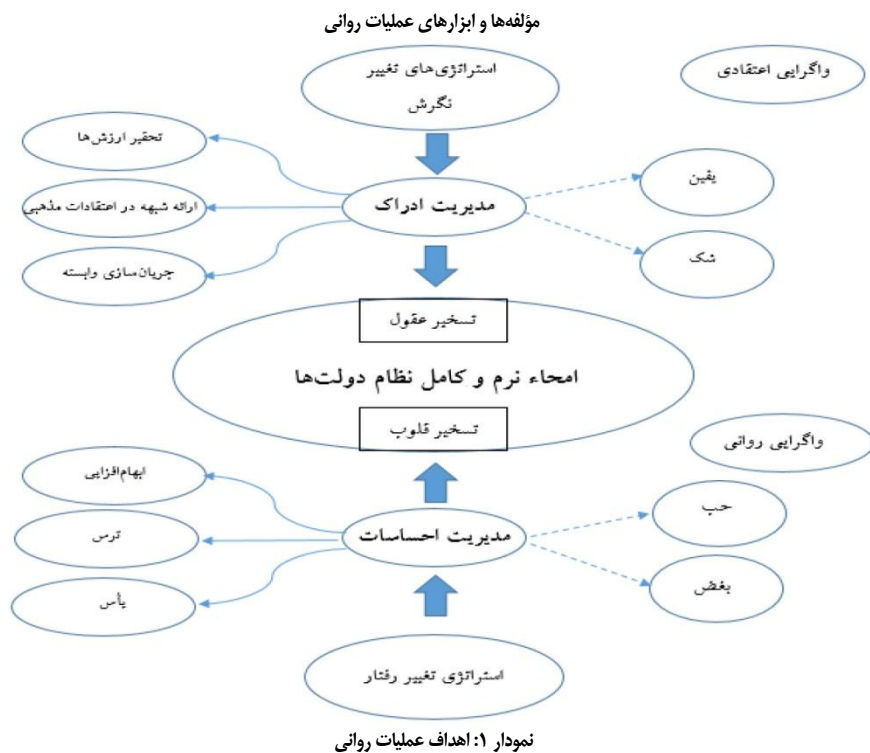 مؤلفه‌ها و ابزارهای عملیات روانی
استراتژی‌های تغییر
نگرش
واگرایی اعتقادی
تحقیر ارزش‌ها
یقین
مدیریت ادراک
ارائه شبهه در اعتقادات مذهبی
شک
جریان‌سازی وابسته
تسخیر عقول
امحاء نرم و کامل نظام دولت‌ها
تسخیر قلوب
واگرایی روانی
ابهام‌افزایی
حب
مدیریت احساسات
ترس
بغض
یأس
استراتژی تغییر رفتار
نمودار ۱: اهداف عملیات روانی